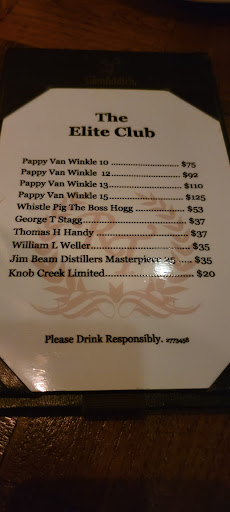 The
Elite Club
Pappy Van Winkle 10 ........................ $75
Pappy Van Winkle 12 ........................ $92
Pappy Van Winkle 13 ........................ $110
Pappy Van Winkle 15 ........................ $125
Whistle Pig The Boss Hogg ................ $53
George T Stagg ................................ $37
Thomas H Handy ............................. $37
William L Weller .............................. $35
Jim Beam Distillers Masterpiece ..... $35
Knob Creek Limited ......................... $20
Please Drink Responsibly. #773458